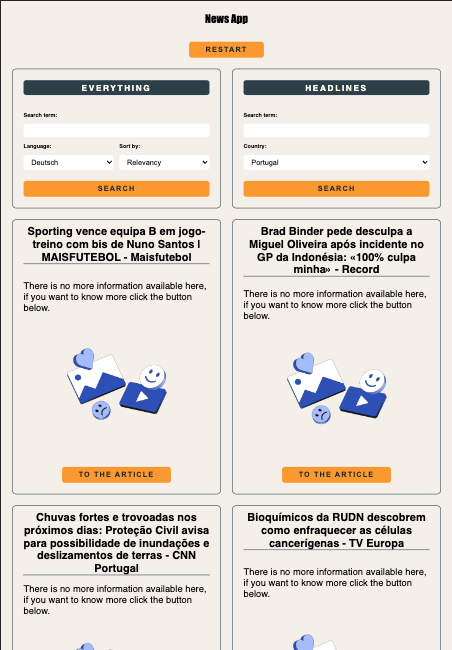 News App
RESTART
EVERYTHING
Search term:
Language:
Sort by:
Deutsch
Relevancy
SEARCH
HEADLINES
Search term:
Country:
Portugal
SEARCH
Sporting vence equipa B em jogo-
treino com bis de Nuno Santos |
MAISFUTEBOL - Maisfutebol
There is no more information available here,
if you want to know more click the button
below.
TO THE ARTICLE
Brad Binder pede desculpa a
Miguel Oliveira após incidente no
GP da Indonésia: «100% culpa
minha» - Record
There is no more information available here,
if you want to know more click the button
below.
TO THE ARTICLE
Chuvas fortes e trovoadas nos
próximos dias: Proteção Civil avisa
para possibilidade de inundações e
deslizamentos de terras - CNN
Portugal
There is no more information available here,
if you want to know more click the button
below.
Bioquímicos da RUDN descobrem
como enfraquecer as células
cancerígenas - TV Europa
There is no more information available here,
if you want to know more click the button
below.